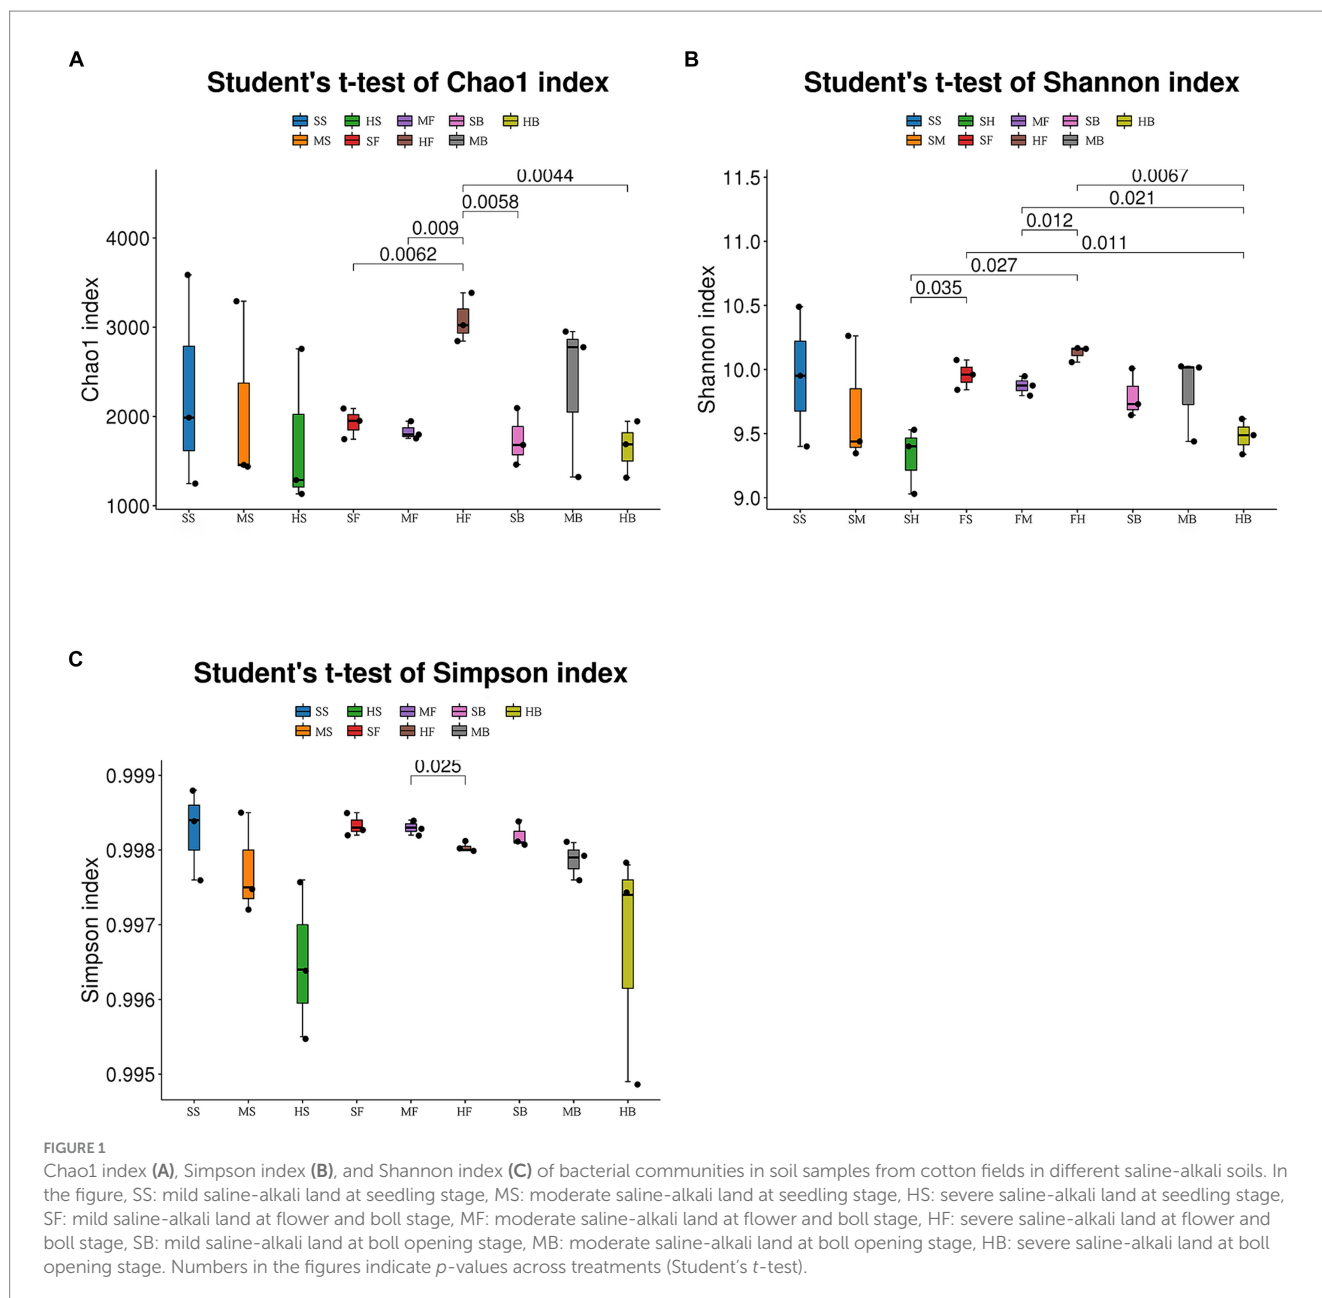 A
Student's t-test of Chao1 index
SS HS MF SB HB
MS SF HF MB
0.0044
0.0058
0.009
0.0062
4000
3000
2000
1000
Chao1 index
SS MS HS SF MF HF SB MB HB
B
Student's t-test of Shannon index
SS SH MF SB HB
SM SF HF MB
0.0067
0.021
0.012
0.011
0.027
0.035
11.5
11.0
10.5
10.0
9.5
9.0
Shannon index
SS SM SH FS FM FH SB MB HB
C
Student's t-test of Simpson index
SS HS MF SB HB
MS SF HF MB
0.025
0.999
0.998
0.997
0.996
0.995
Simpson index
SS MS HS SF MF HF SB MB HB
FIGURE 1
Chao1 index (A), Simpson index (B), and Shannon index (C) of bacterial communities in soil samples from cotton fields in different saline-alkali soils. In
the figure, SS: mild saline-alkali land at seedling stage, MS: moderate saline-alkali land at seedling stage, HS: severe saline-alkali land at seedling stage,
SF: mild saline-alkali land at flower and boll stage, MF: moderate saline-alkali land at flower and boll stage, HF: severe saline-alkali land at flower and
boll stage, SB: mild saline-alkali land at boll opening stage, MB: moderate saline-alkali land at boll opening stage, HB: severe saline-alkali land at boll
opening stage. Numbers in the figures indicate p-values across treatments (Student's t-test).